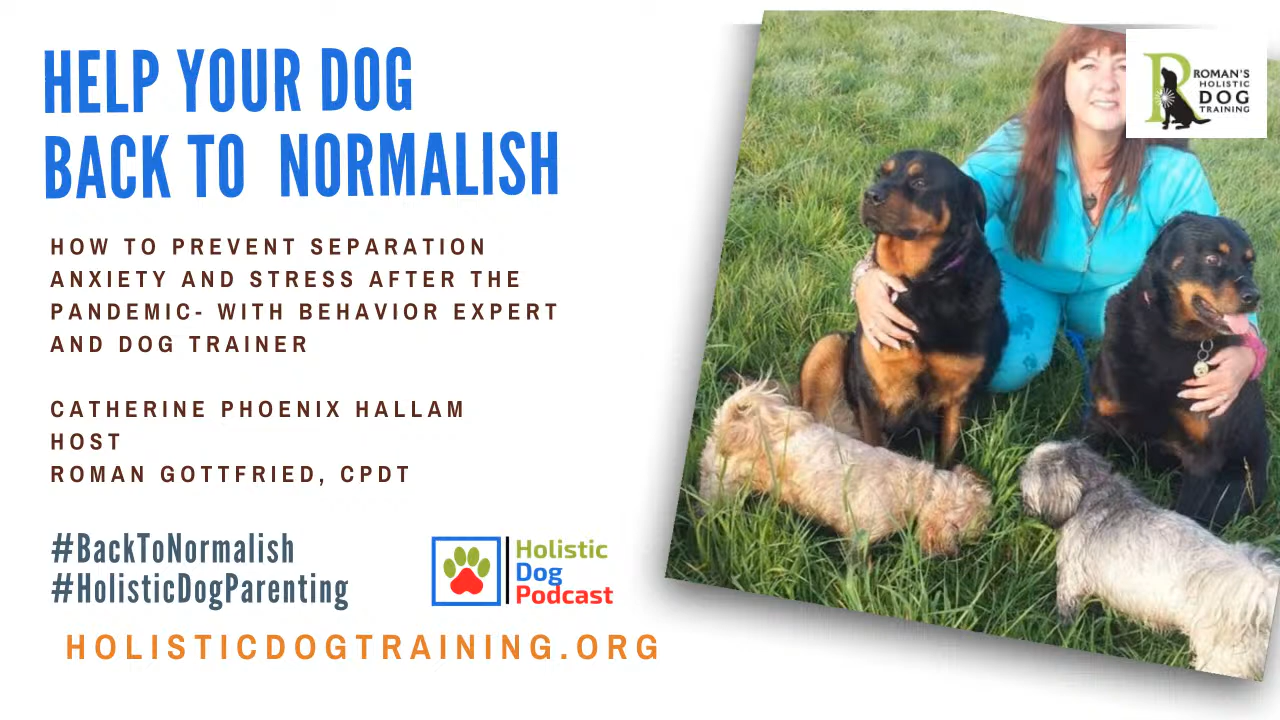 HELP YOUR DOG
BACK TO NORMALISH
HOW TO PREVENT SEPARATION
ANXIETY AND STRESS AFTER THE
PANDEMIC- WITH BEHAVIOR EXPERT
AND DOG TRAINER
CATHERINE PHOENIX HALLAM
HOST
ROMAN GOTTFRIED, CPDT
#BackToNormalish
#HolisticDogParenting
Holistic
Dog
Podcast
HOLISTICDOGTRAINING.ORG
R
ROMAN'S
HOLISTIC
DOG
TRAINING